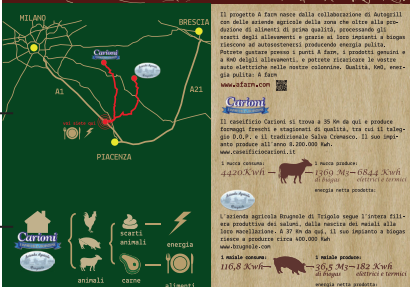 MILANO
BRESCIA
Carioni
A1
A21
PIACENZA
Carioni
scarti
animali
energia
animali
carne
alimenti
Il progetto A farm nasce dalla collaborazione di Autogrill
con delle aziende agricole della zona che oltre alla pro-
duzione di alimenti di prima qualità, processando gli
scarti degli allevamenti e grazie ai loro impianti a biogas
riescono ad autosostenersi producendo energia pulita.
Potete gustare presso i punti A farm, i prodotti genuini e
a KM0 degli allevamenti, e potrete ricaricare le vostre
auto elettriche nelle nostre colonnine. Qualità, KM0, ener-
gia pulita: A farm
www.afarm.com
Carioni
Il caseificio Carioni si trova a 35 Km da qui e produce
formaggi freschi e stagionati di qualità, tra cui il taleg-
gio D.O.P. e il tradizionale Salva Cremasco. Il suo impi-
anto produce all'anno 8.200.000 Kwh.
www.caseificiocarioni.it
1 mucca consuma:
1 mucca produce:
4420 Kwh
1369 M3 — 6844 Kwh
di biogas
elettrici e termici
energia netta prodotta:
L'azienda agricola Brugnole di Trigolo segue l'intera fili-
era produttiva dei salumi, dalla nascita dei maiali alla
loro macellazione. A 37 Km da qui, il suo impianto a biogas
riesce a produrre circa 400.000 Kwh
www.brugnole.com
1 maiale consuma:
1 maiale produce:
116,8 Kwh
36,5 M3 — 182 Kwh
di biogas
elettrici e termici
energia netta prodotta: